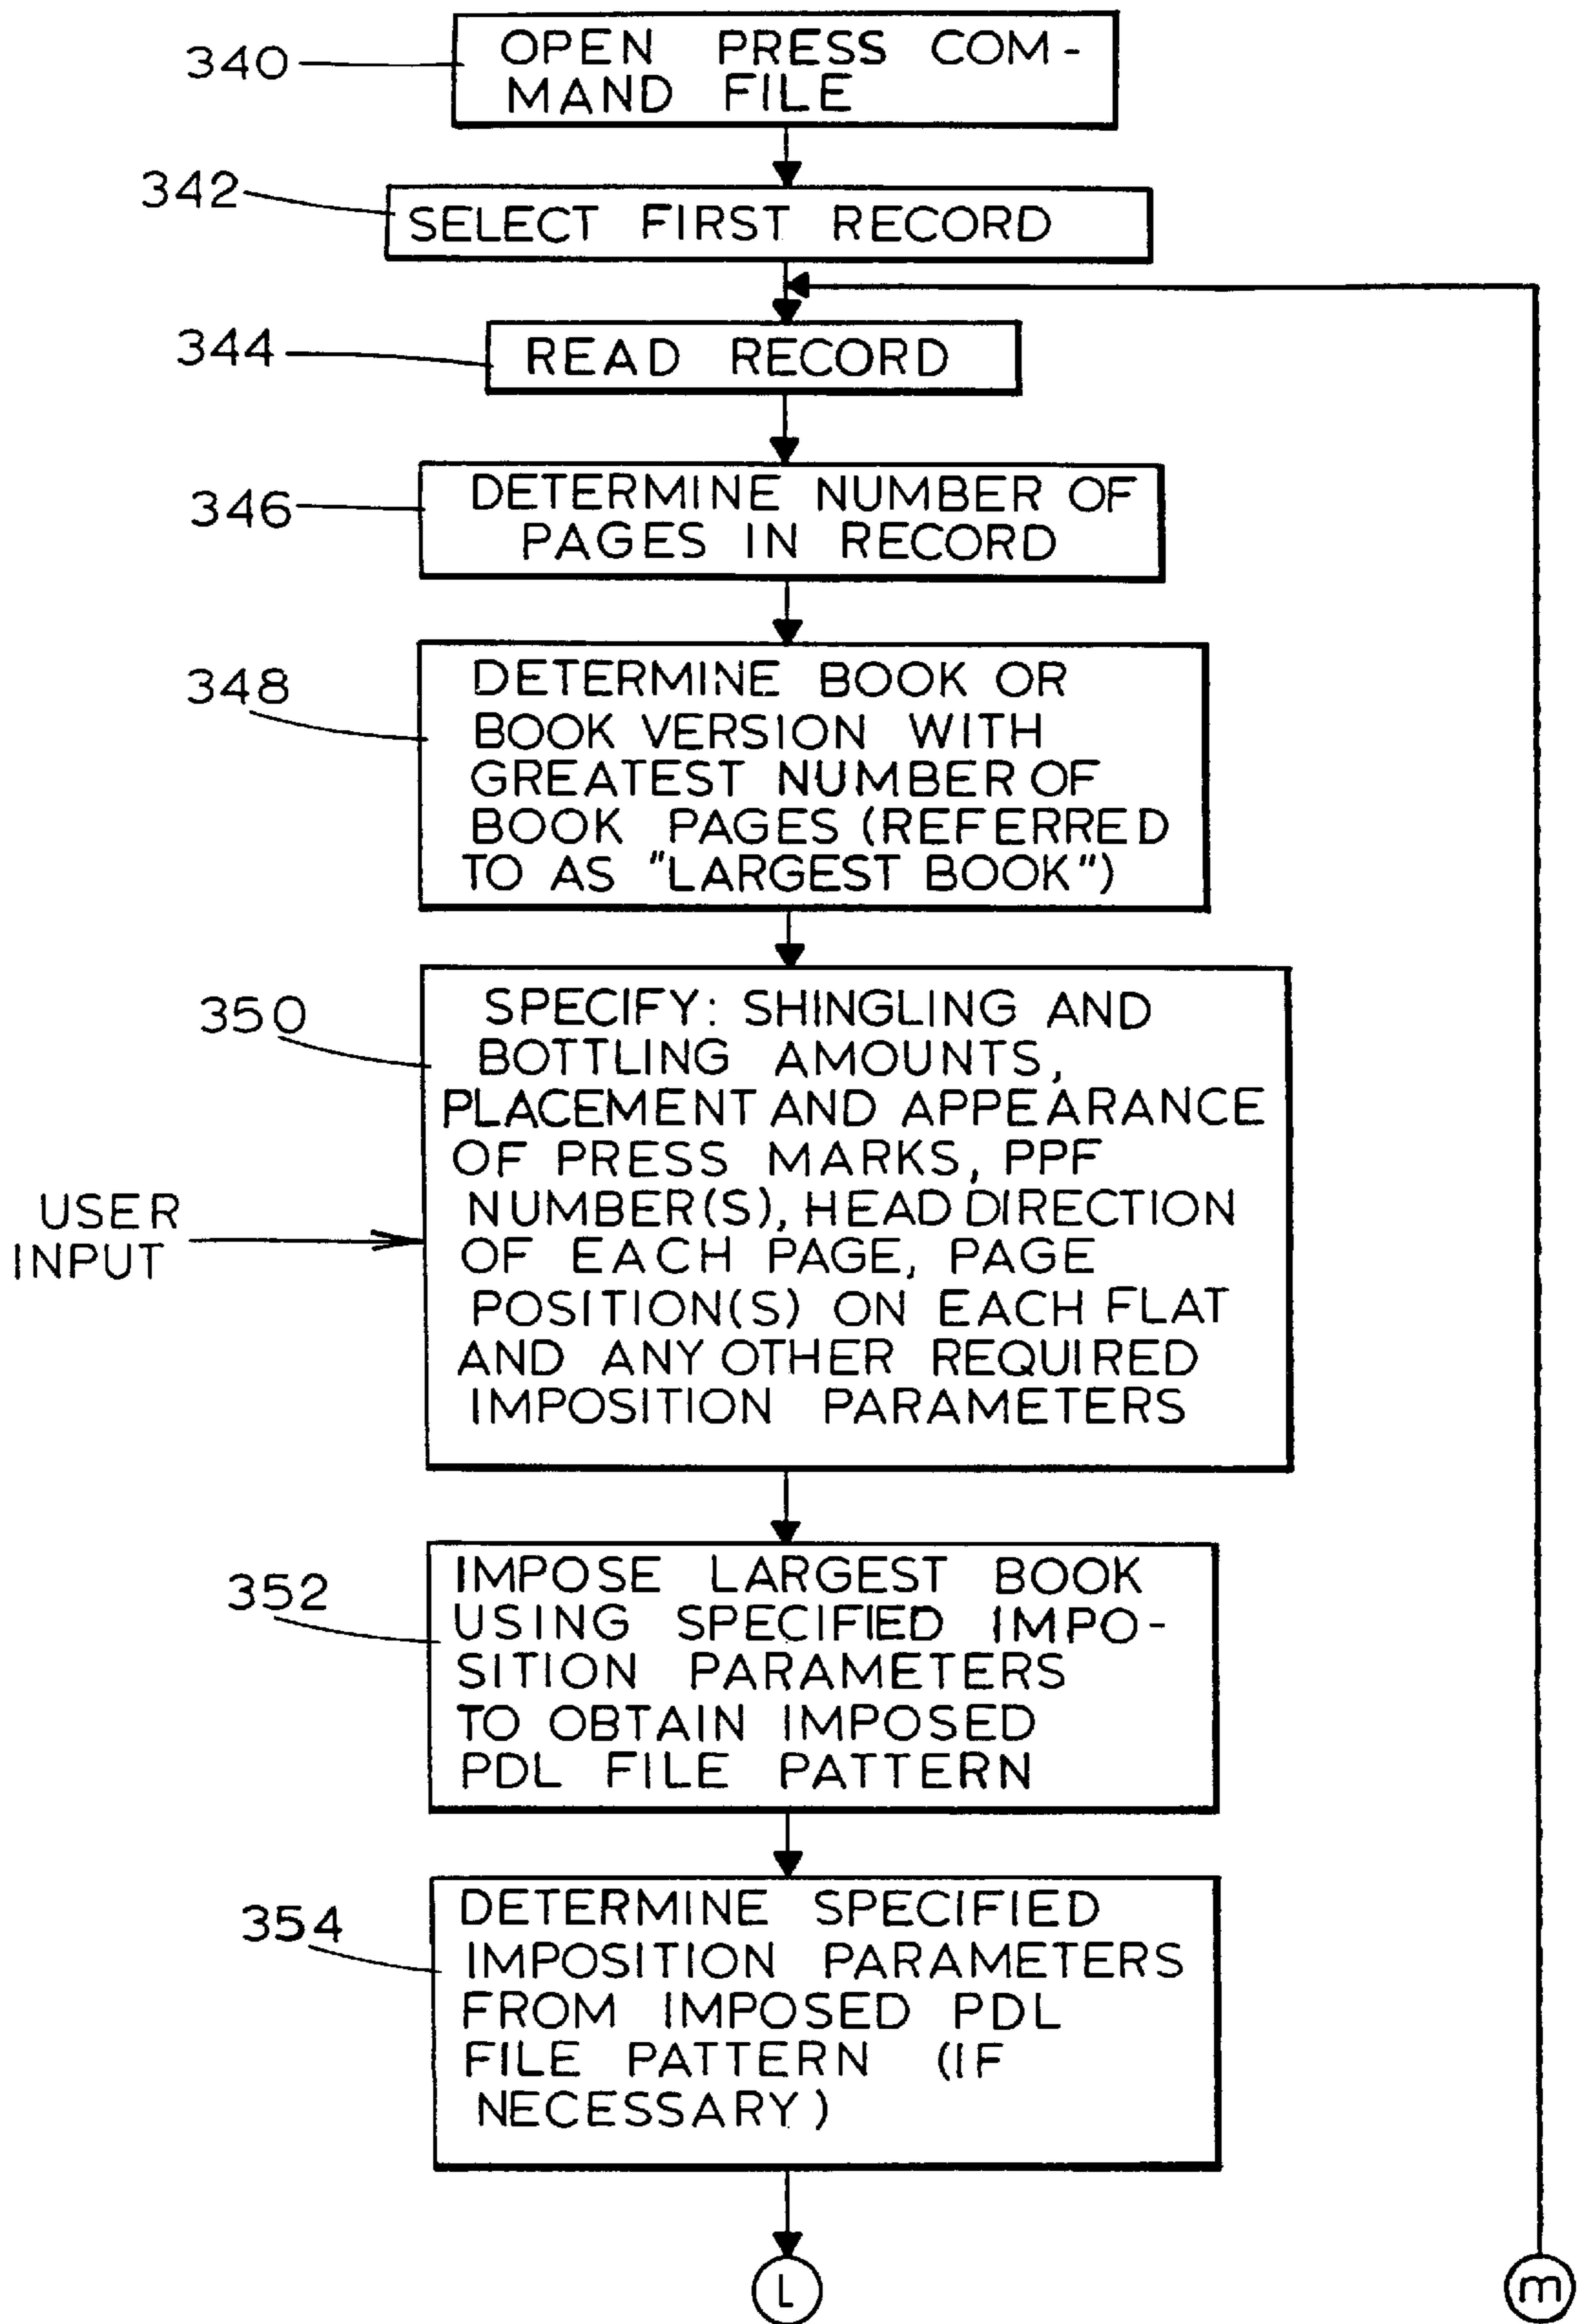 340
OPEN PRESS COM-
MAND FILE
342
SELECT FIRST RECORD
344
READ RECORD
346
DETERMINE NUMBER OF
PAGES IN RECORD
348
DETERMINE BOOK OR
BOOK VERSION WITH
GREATEST NUMBER OF
BOOK PAGES (REFERRED
TO AS "LARGEST BOOK")
350
SPECIFY: SHINGLING AND
BOTTLING AMOUNTS,
PLACEMENT AND APPEARANCE
OF PRESS MARKS, PPF
NUMBER(S), HEAD DIRECTION
OF EACH PAGE, PAGE
POSITION(S) ON EACH FLAT
AND ANY OTHER REQUIRED
IMPOSITION PARAMETERS
USER
INPUT
352
IMPOSE LARGEST BOOK
USING SPECIFIED IMPO-
SITION PARAMETERS
TO OBTAIN IMPOSED
PDL FILE PATTERN
354
DETERMINE SPECIFIED
IMPOSITION PARAMETERS
FROM IMPOSED PDL
FILE PATTERN (IF
NECESSARY)
L
m